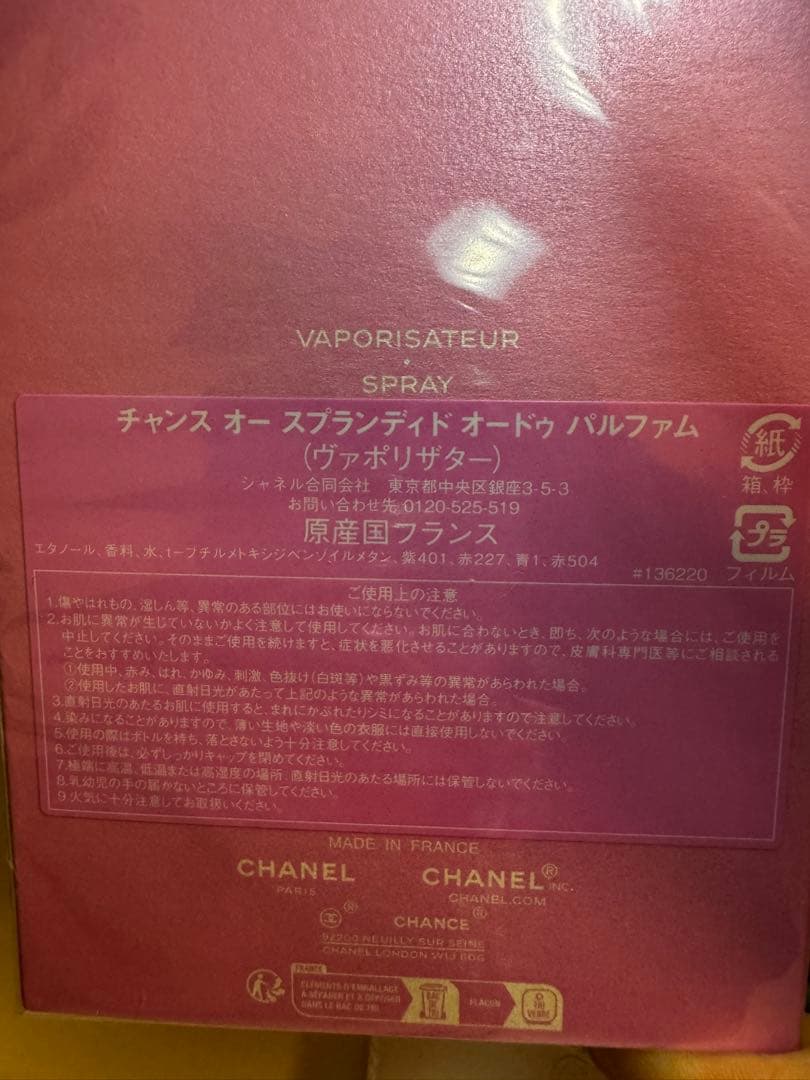 VAPORISATEUR
SPRAY
チャンス オー スプランディド オードゥ パルファム
(ヴァポリザター)
シャネル合同会社 東京都中央区銀座3-5-3
お問い合わせ先:0120-525-519
原産国フランス
エタノール、香料、水、t-ブチルメトキシジベンゾイルメタン、紫401、赤227、青1、赤504
#136220
紙
箱、枠
プラ
フィルム
ご使用上の注意
1.傷やはれもの、湿しん等、異常のある部位にはお使いにならないでください。
2.お肌に異常が生じていないかよく注意して使用してください。お肌に合わないとき、即ち、次のような場合には、ご使用を
中止してください。そのままご使用を続けますと、症状を悪化させることがありますので、皮膚科専門医等にご相談される
ことをおすすめいたします。
①使用中、赤み、はれ、かゆみ、刺激、色抜け(白斑等)や黒ずみ等の異常があらわれた場合。
②使用したお肌に、直射日光があたって上記のような異常があらわれた場合。
3.直射日光のあたるお肌に使用すると、まれにかぶれたりシミになることがありますので注意してください。
4.染みになることがありますので、薄い生地や淡い色の衣服には直接使用しないでください。
5.使用の際はボトルを持ち、落とさないよう十分注意してください。
6.ご使用後は、必ずしっかりキャップを閉めてください。
7.極端に高温、低温または高湿度の場所、直射日光のあたる場所には保管しないでください。
8.乳幼児の手の届かないところに保管してください。
9.火気に十分注意してお取扱いください。
MADE IN FRANCE
CHANEL
PARIS
CHANEL® INC.
CHANEL.COM
® CHANCE®
92200 NEUILLY SUR SEINE
CHANEL LONDON W1J 6DG
FRANCE
ÉLÉMENTS D'EMBALLAGE
À SÉPARER ET À DÉPOSER
DANS LE BAC DE TRI
BAC DE TRI
FLACON
TRI VERRE